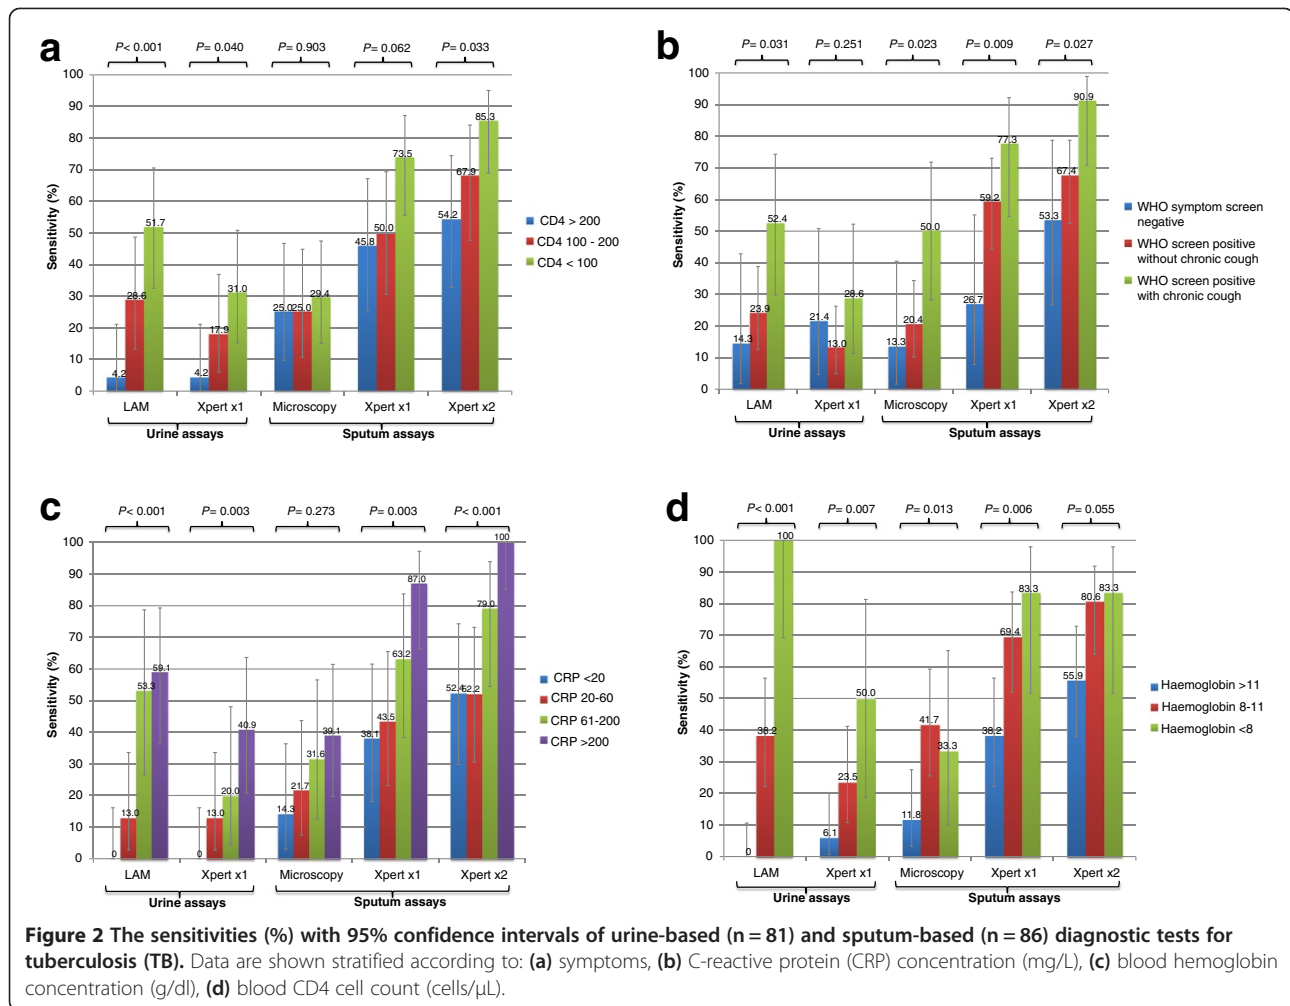 a
P< 0.001 P= 0.040 P= 0.903 P= 0.062 P= 0.033
100
90
80
70
60
50
40
30
20
10
0
Sensitivity (%)
4.2 28.6 51.7 4.2 17.9 31.0 25.0 25.0 29.4 45.8 50.0 73.5 54.2 67.9 85.3
CD4 > 200
CD4 100 - 200
CD4 < 100
LAM Xpert x1 Microscopy Xpert x1 Xpert x2
Urine assays Sputum assays
b
P= 0.031 P= 0.251 P= 0.023 P= 0.009 P= 0.027
100
90
80
70
60
50
40
30
20
10
0
Sensitivity (%)
14.3 23.9 52.4 21.4 13.0 28.6 13.3 20.4 50.0 26.7 59.2 77.3 53.3 67.4 90.9
WHO symptom screen
negative
WHO screen positive
without chronic cough
WHO screen positive
with chronic cough
LAM Xpert x1 Microscopy Xpert x1 Xpert x2
Urine assays Sputum assays
c
P< 0.001 P= 0.003 P= 0.273 P= 0.003 P< 0.001
100
90
80
70
60
50
40
30
20
10
0
Sensitivity (%)
0 13.0 53.3 59.1 0 13.0 20.0 40.9 14.3 21.7 31.6 39.1 38.1 43.5 63.2 87.0 52.4 52.2 79.0 100
CRP <20
CRP 20-60
CRP 61-200
CRP >200
LAM Xpert x1 Microscopy Xpert x1 Xpert x2
Urine assays Sputum assays
d
P< 0.001 P= 0.007 P= 0.013 P= 0.006 P= 0.055
100
90
80
70
60
50
40
30
20
10
0
Sensitivity (%)
0 38.2 100 6.1 23.5 50.0 11.8 41.7 33.3 38.2 69.4 83.3 55.9 80.6 83.3
Haemoglobin >11
Haemoglobin 8-11
Haemoglobin <8
LAM Xpert x1 Microscopy Xpert x1 Xpert x2
Urine assays Sputum assays
Figure 2 The sensitivities (%) with 95% confidence intervals of urine-based (n = 81) and sputum-based (n = 86) diagnostic tests for
tuberculosis (TB). Data are shown stratified according to: (a) symptoms, (b) C-reactive protein (CRP) concentration (mg/L), (c) blood hemoglobin
concentration (g/dl), (d) blood CD4 cell count (cells/μL).